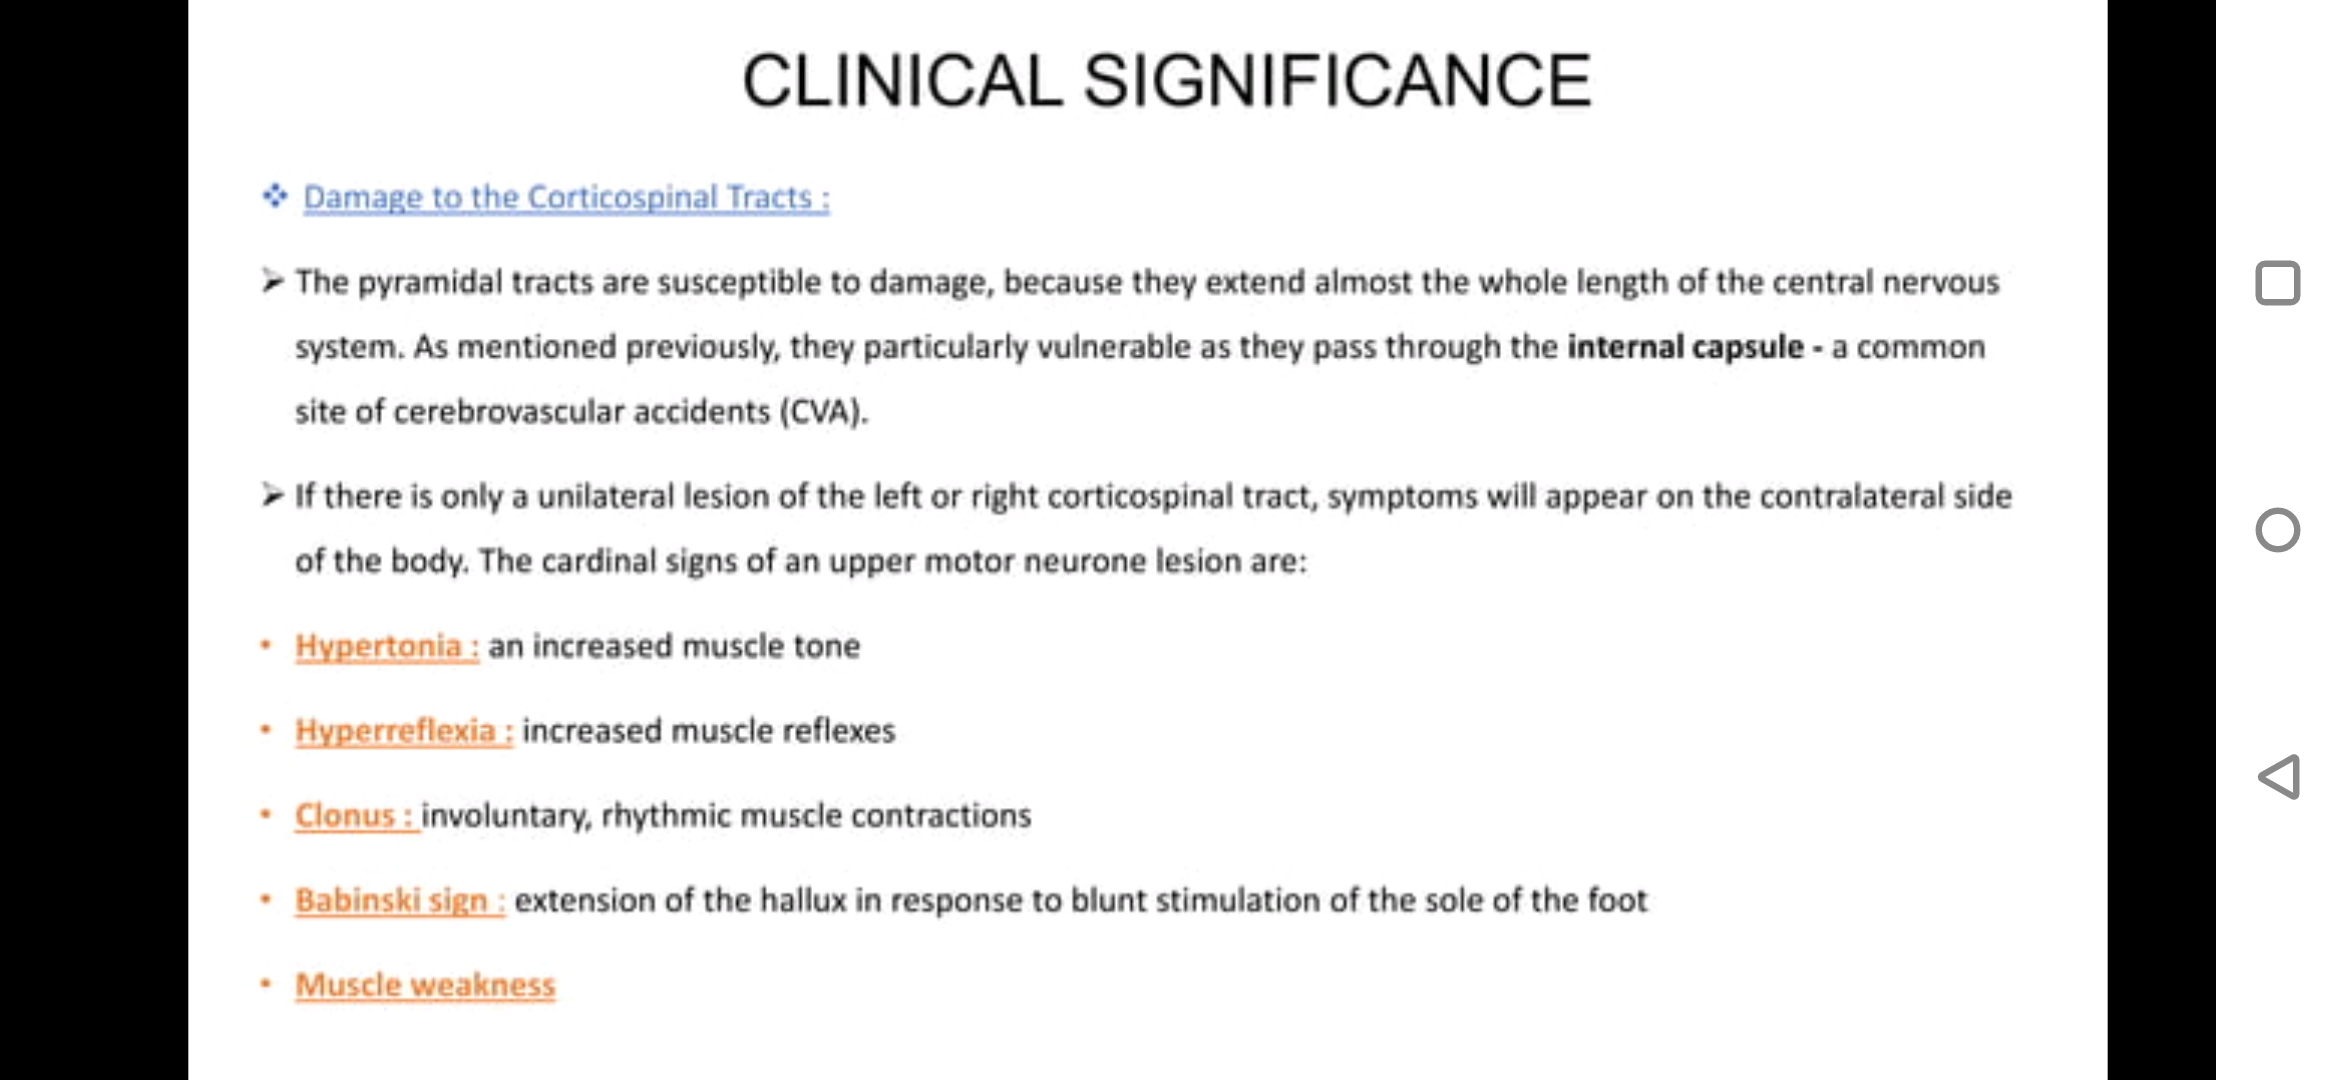 CLINICAL SIGNIFICANCE
❖ Damage to the Corticospinal Tracts :
➢ The pyramidal tracts are susceptible to damage, because they extend almost the whole length of the central nervous
system. As mentioned previously, they particularly vulnerable as they pass through the internal capsule - a common
site of cerebrovascular accidents (CVA).
➢ If there is only a unilateral lesion of the left or right corticospinal tract, symptoms will appear on the contralateral side
of the body. The cardinal signs of an upper motor neurone lesion are:
• Hypertonia : an increased muscle tone
• Hyperreflexia : increased muscle reflexes
• Clonus : involuntary, rhythmic muscle contractions
• Babinski sign : extension of the hallux in response to blunt stimulation of the sole of the foot
• Muscle weakness